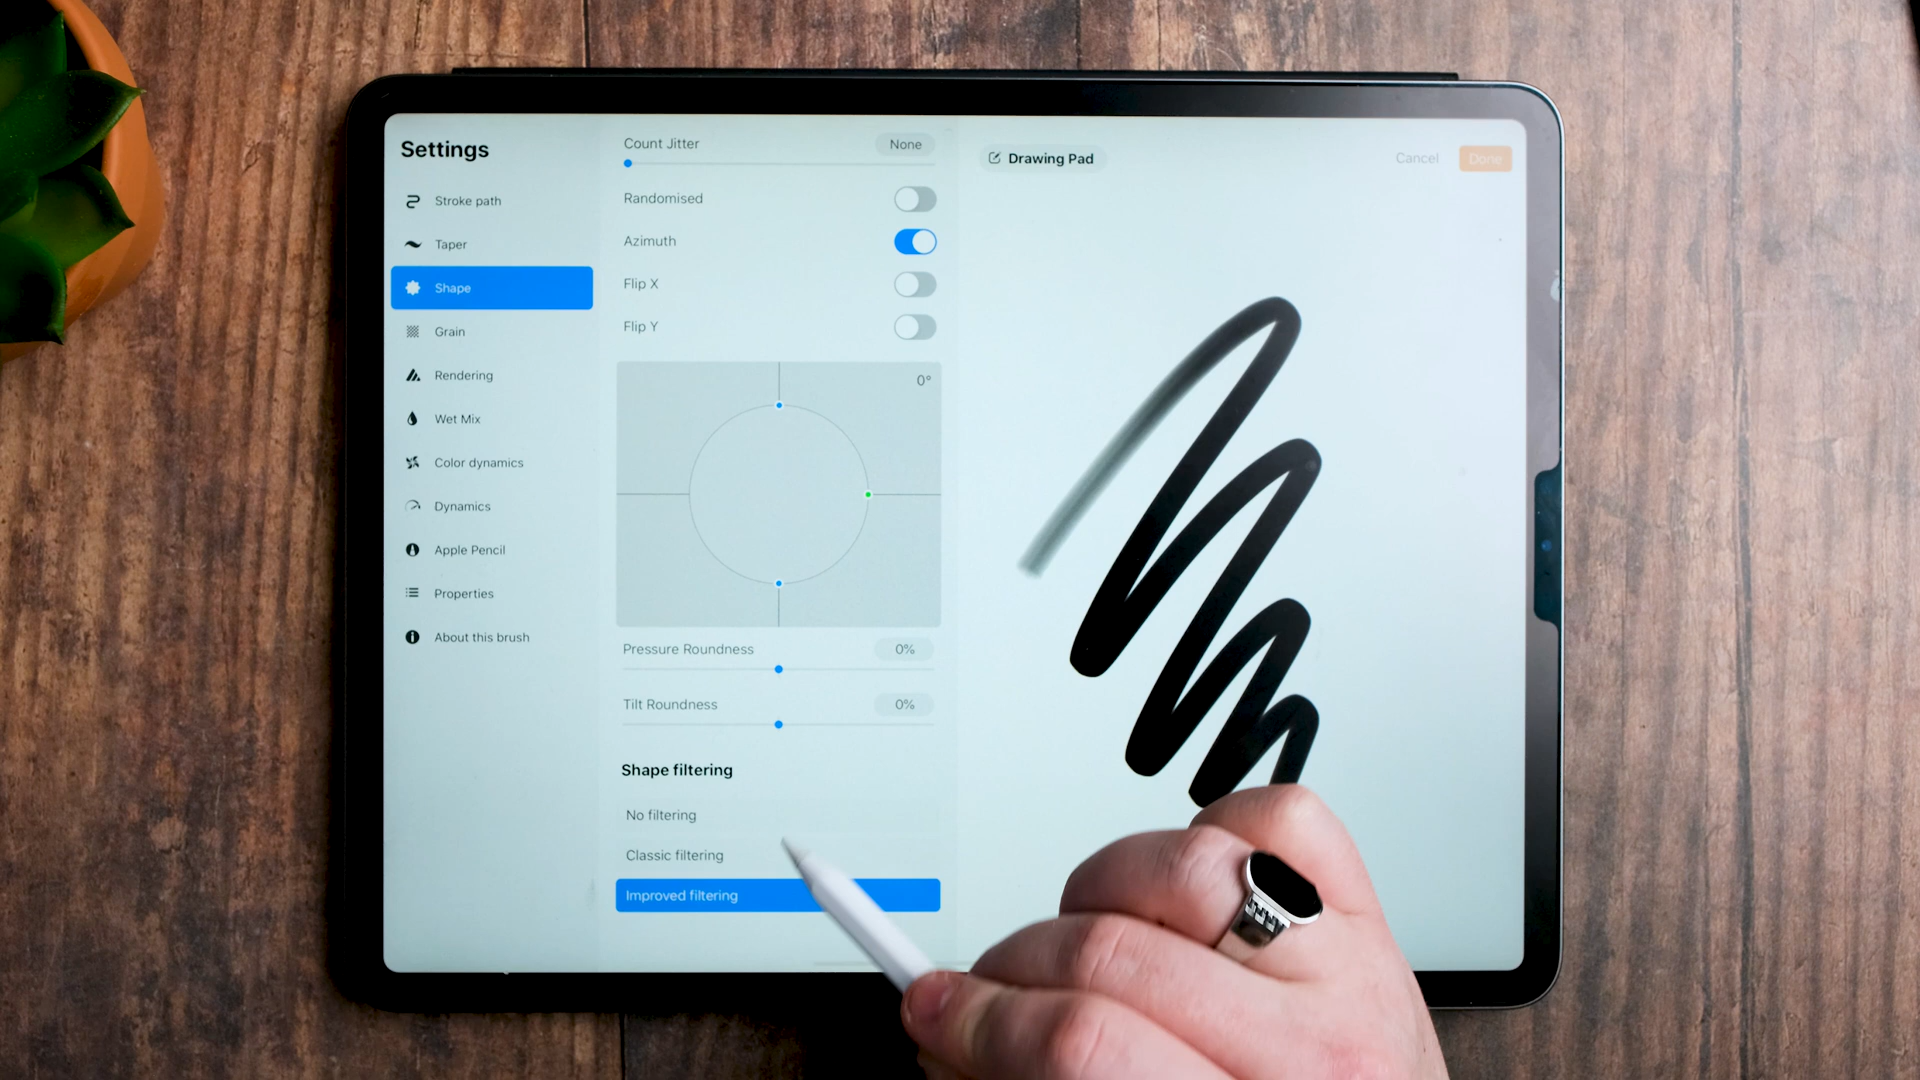 Settings
Stroke path
Taper
Shape
Grain
Rendering
Wet Mix
Color dynamics
Dynamics
Apple Pencil
Properties
About this brush
Count Jitter
None
Randomised
Azimuth
Flip X
Flip Y
0°
Pressure Roundness
0%
Tilt Roundness
0%
Shape filtering
No filtering
Classic filtering
Improved filtering
Drawing Pad
Cancel
Done